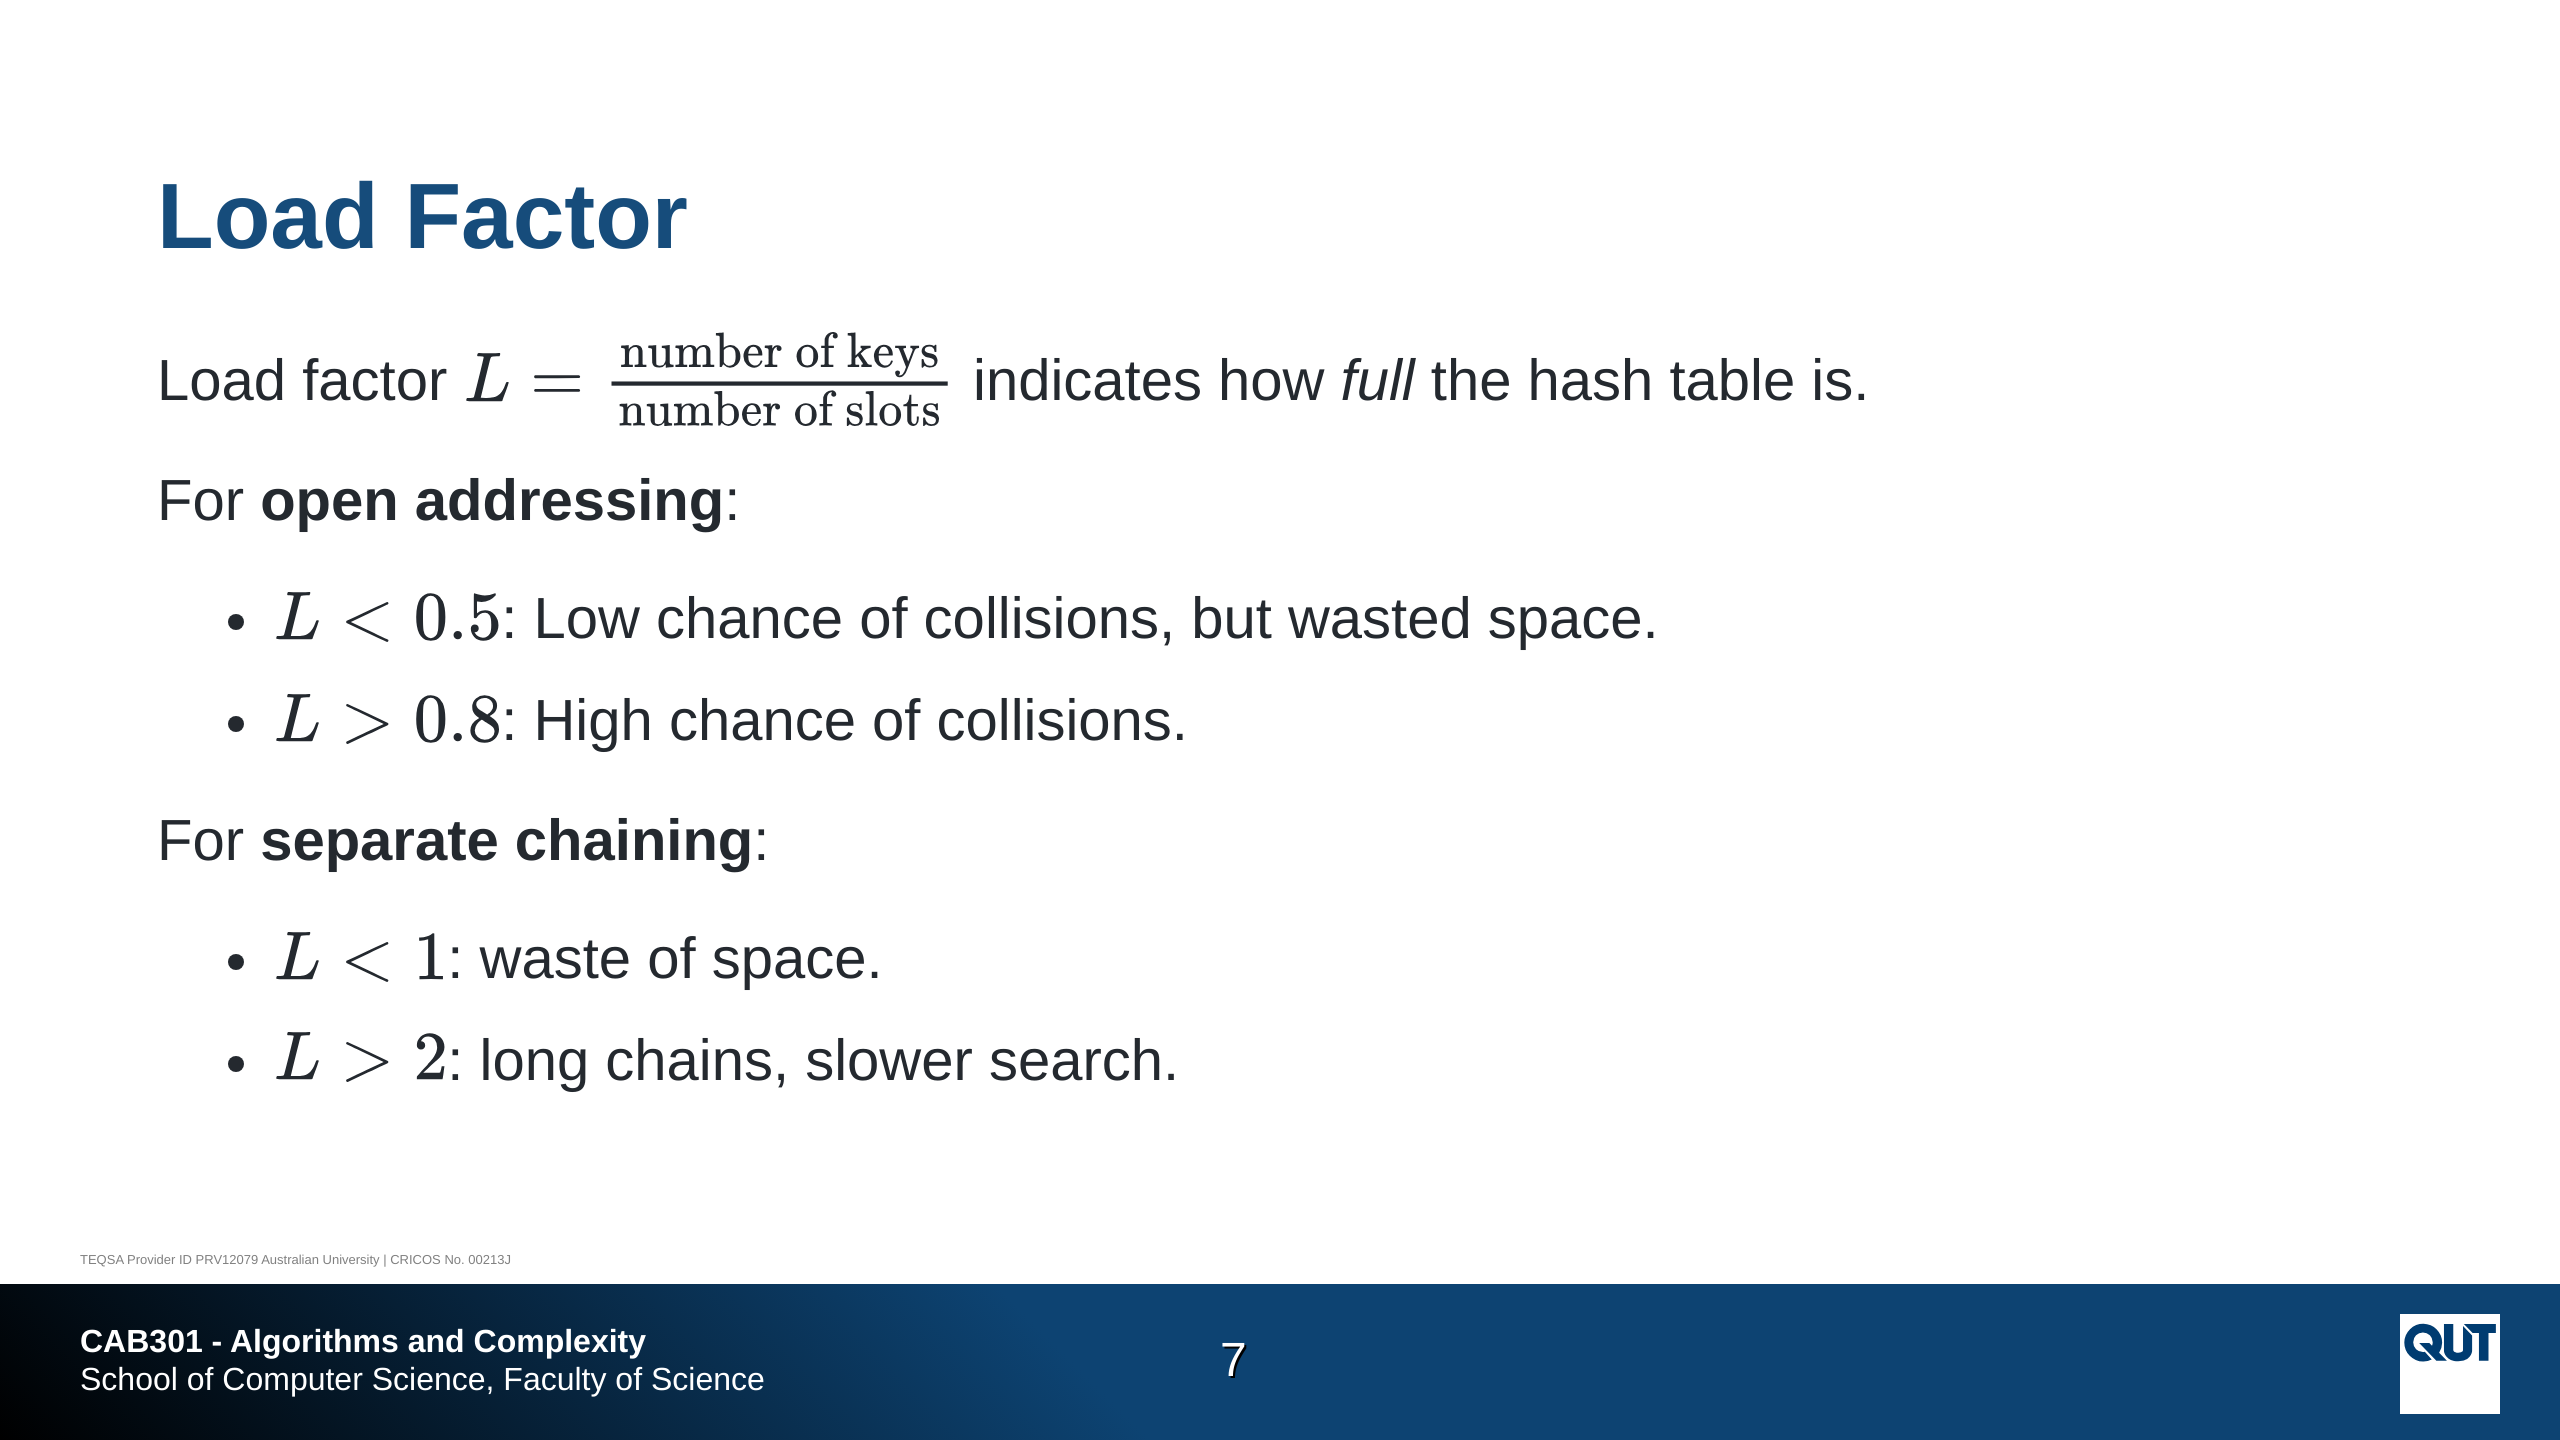 Load Factor
Load factor L = number of keys / number of slots indicates how full the hash table is.
For open addressing:
• L < 0.5: Low chance of collisions, but wasted space.
• L > 0.8: High chance of collisions.
For separate chaining:
• L < 1: waste of space.
• L > 2: long chains, slower search.
TEQSA Provider ID PRV12079 Australian University | CRICOS No. 00213J
CAB301 - Algorithms and Complexity
School of Computer Science, Faculty of Science
7
QUT